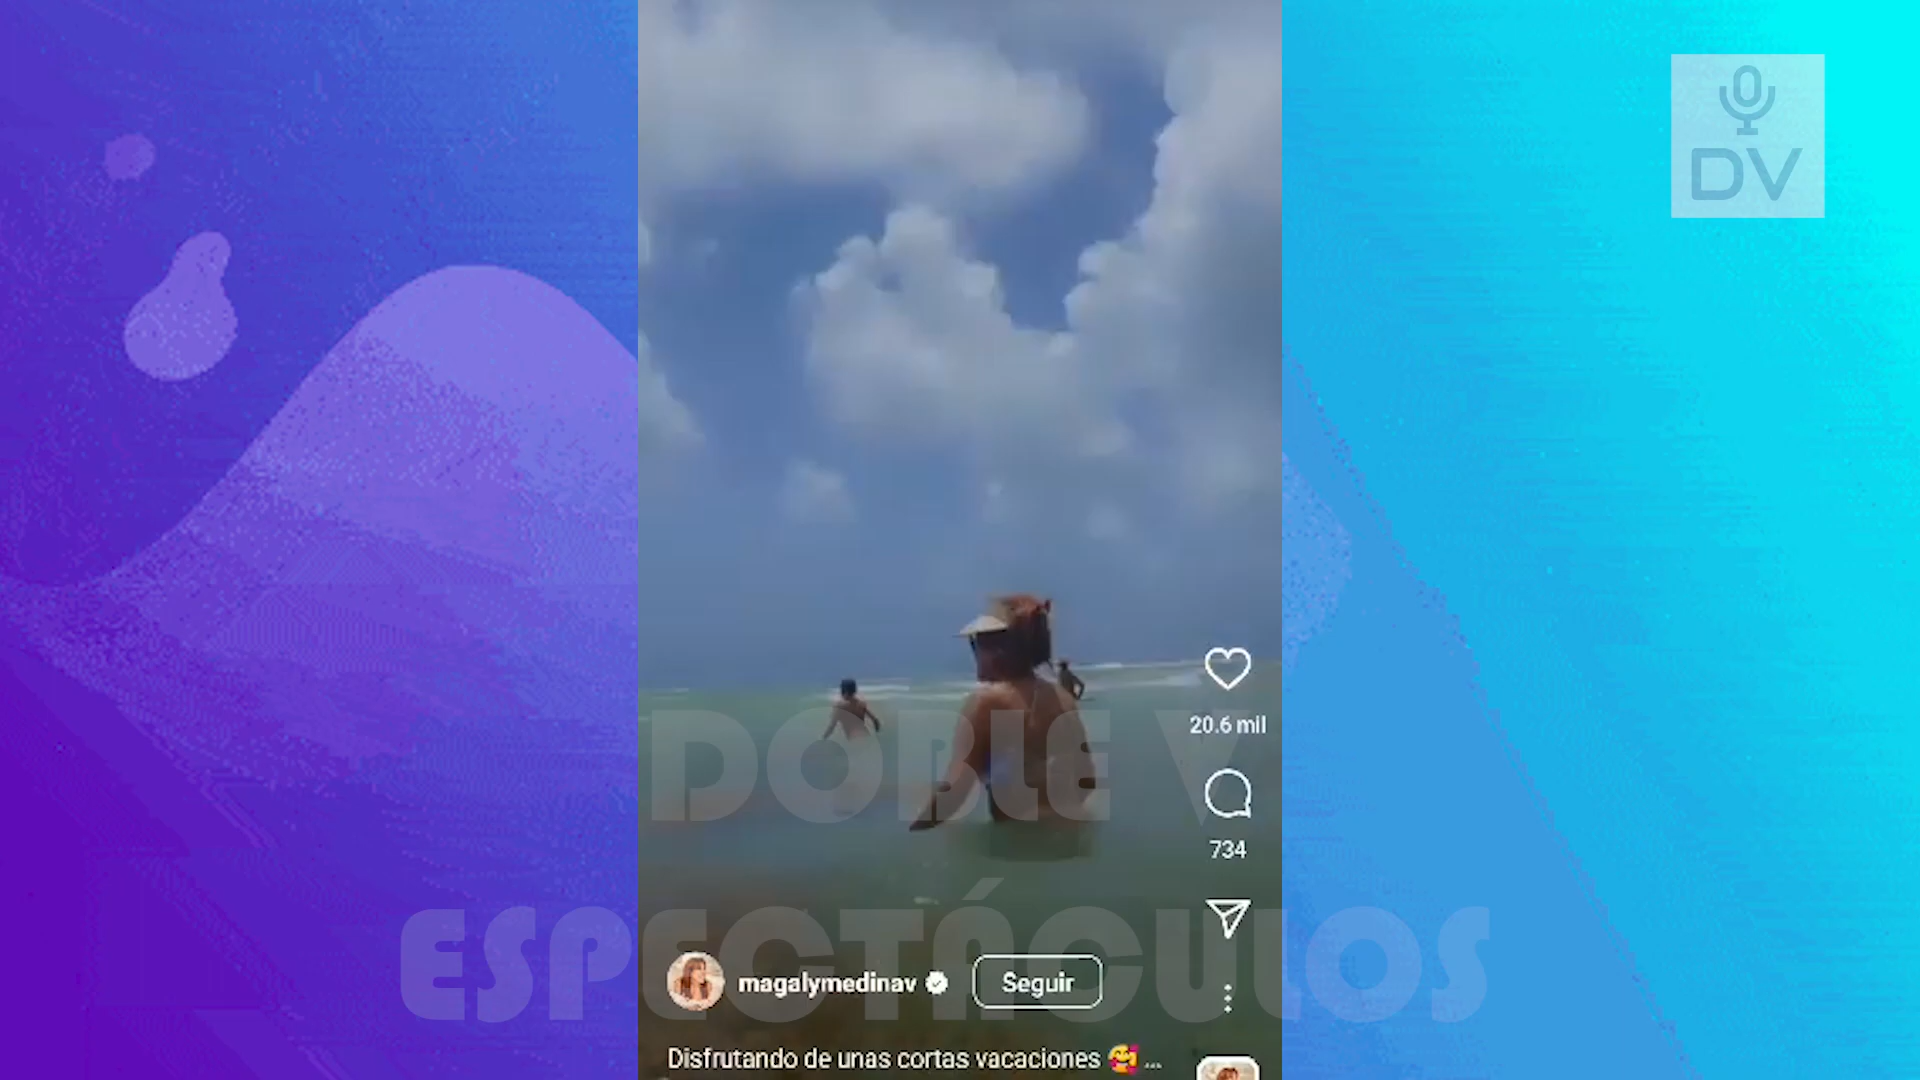 DV
20.6 mil
DOBLE V
734
ESPECTÁCULOS
magalymedinav
Seguir
Disfrutando de unas cortas vacaciones 🥰 ...